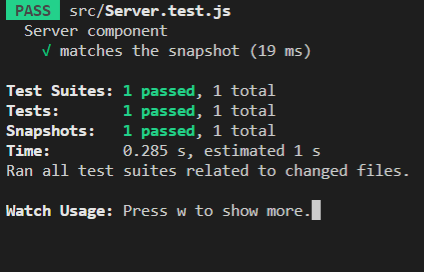 PASS src/Server.test.js
Server component
√ matches the snapshot (19 ms)
Test Suites: 1 passed, 1 total
Tests: 1 passed, 1 total
Snapshots: 1 passed, 1 total
Time: 0.285 s, estimated 1 s
Ran all test suites related to changed files.
Watch Usage: Press w to show more.